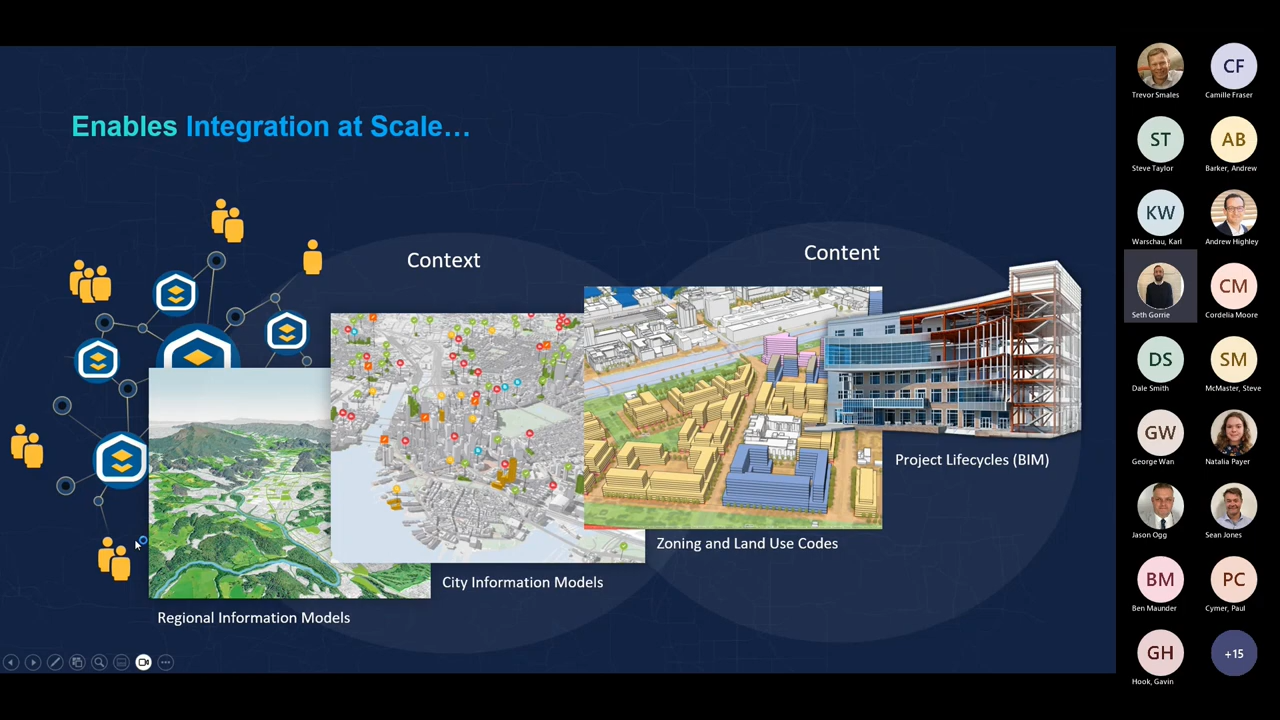 Enables Integration at Scale…
Context
Content
Project Lifecycles (BIM)
Zoning and Land Use Codes
City Information Models
Regional Information Models
Trevor Smales
CF
Camille Fraser
ST
Steve Taylor
AB
Barker, Andrew
KW
Warschau, Karl
Andrew Highley
Seth Gorrie
CM
Cordelia Moore
DS
Dale Smith
SM
McMaster, Steve
GW
George Wan
Natalia Payer
Jason Ogg
Sean Jones
BM
Ben Maunder
PC
Cymer, Paul
GH
Hook, Gavin
+15